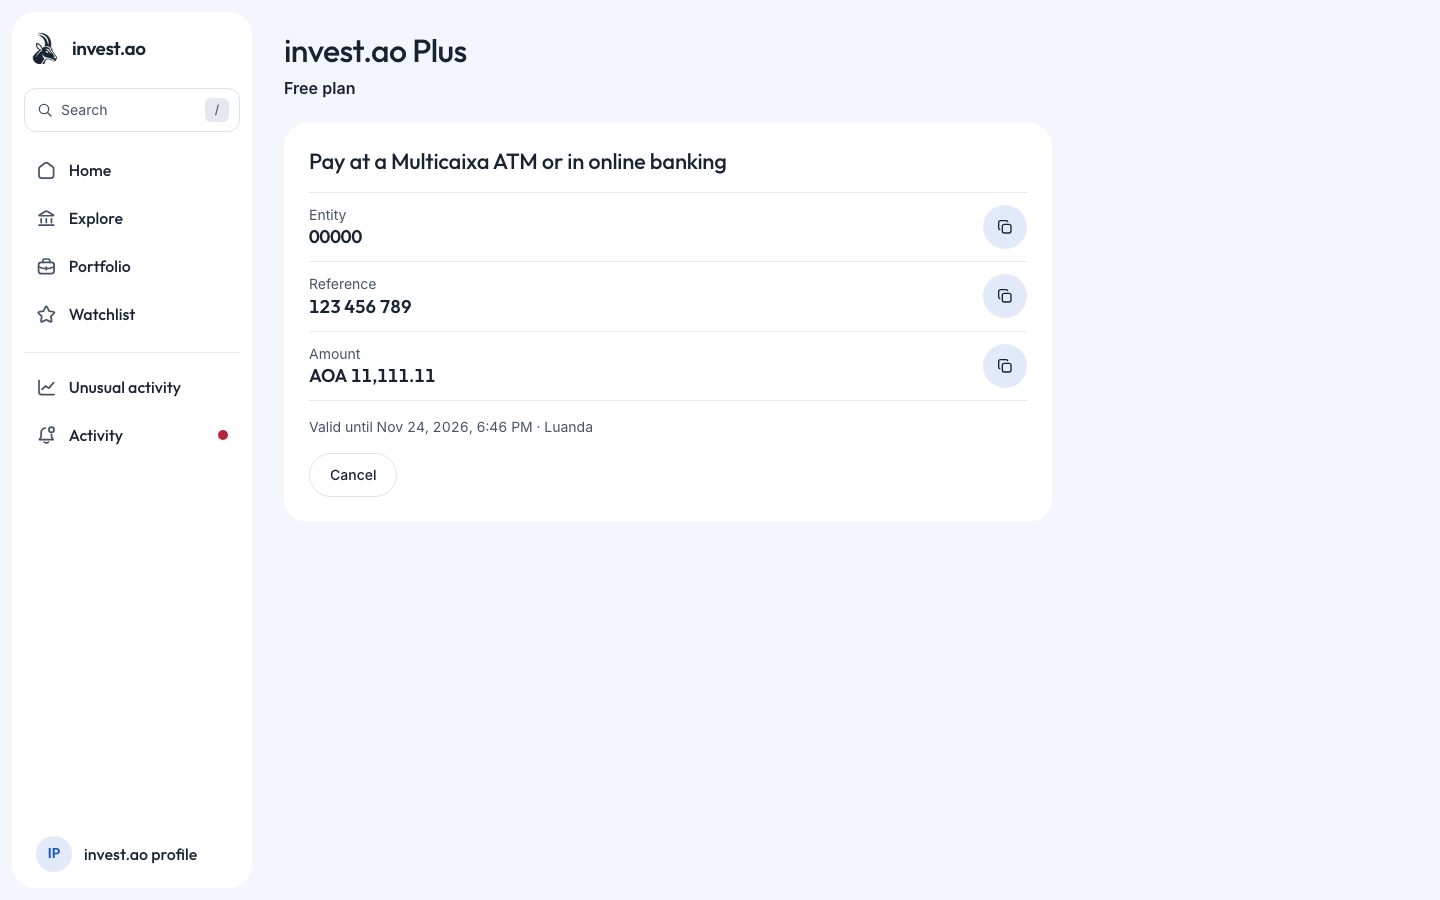 invest.ao
Search
/
Home
Explore
Portfolio
Watchlist
Unusual activity
Activity
IP
invest.ao profile
invest.ao Plus
Free plan
Pay at a Multicaixa ATM or in online banking
Entity
00000
Reference
123 456 789
Amount
AOA 11,111.11
Valid until Nov 24, 2026, 6:46 PM · Luanda
Cancel